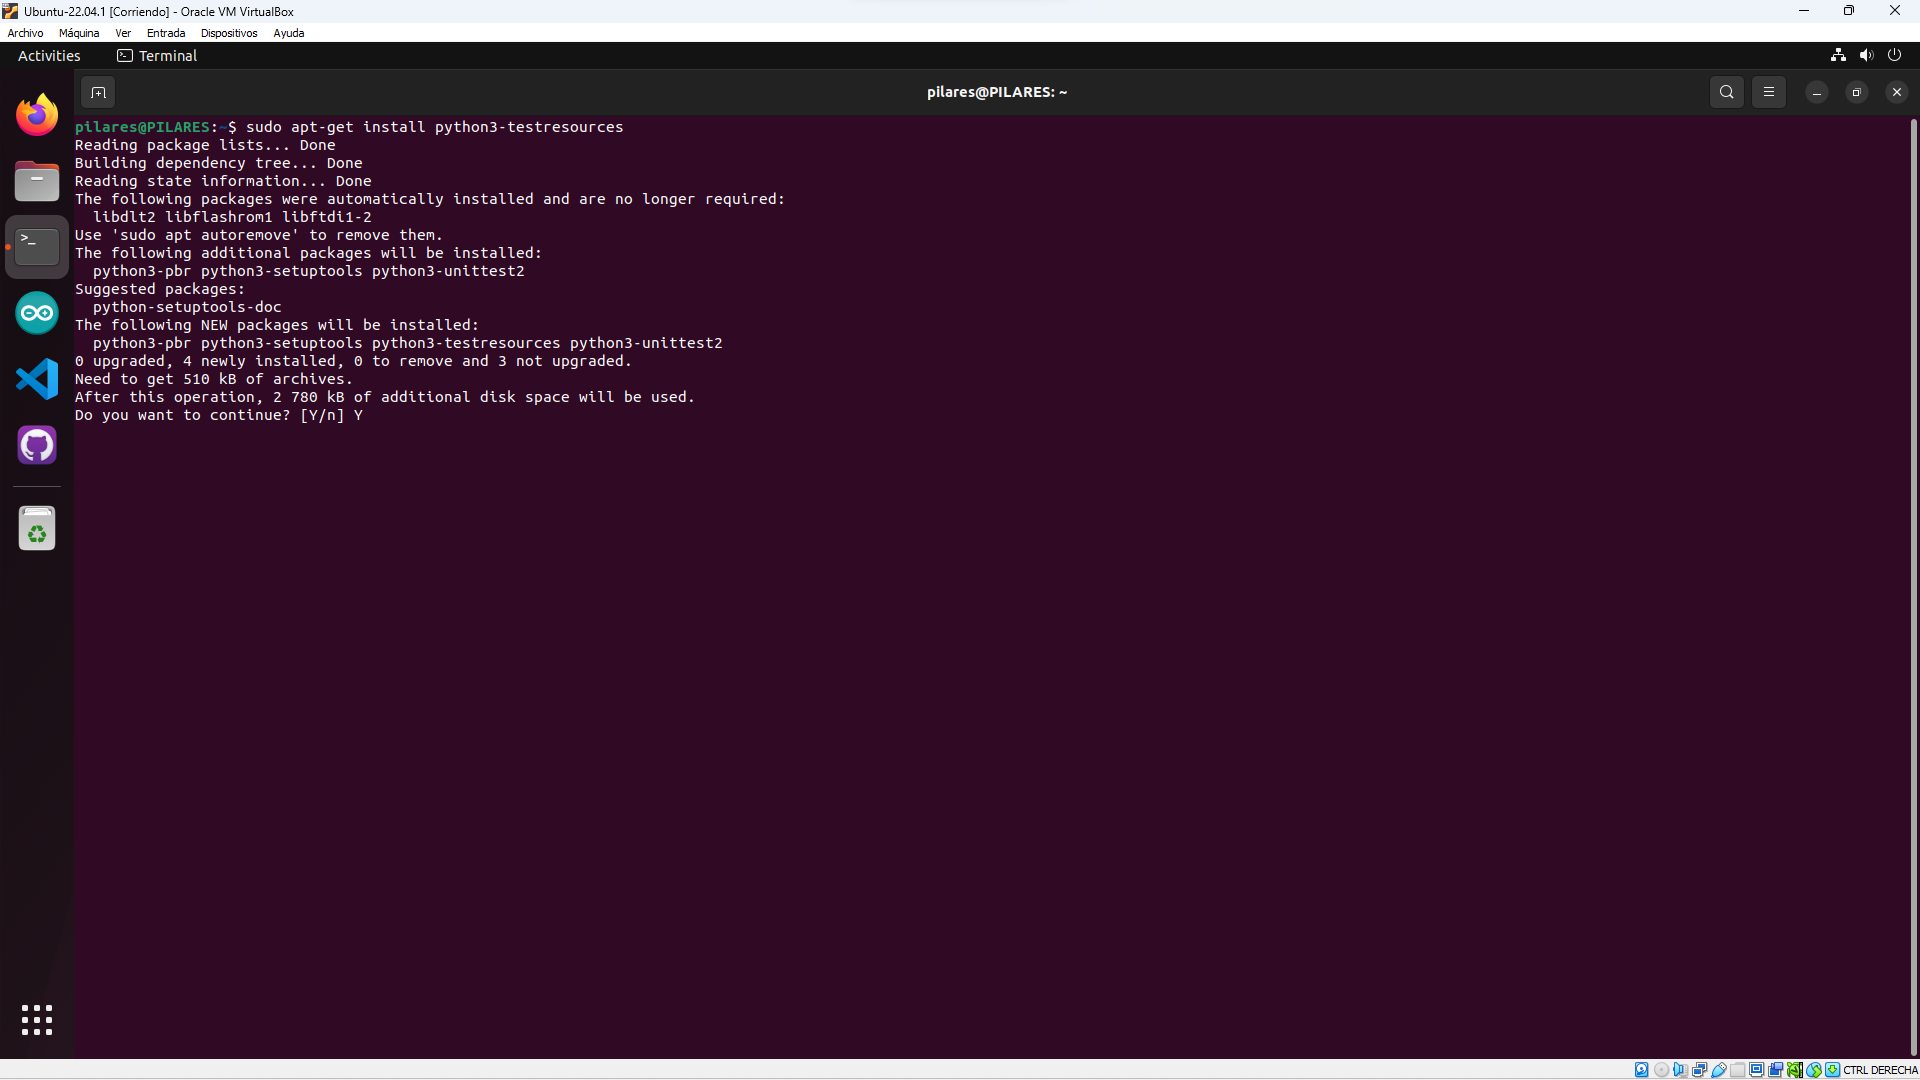 Ubuntu-22.04.1 [Corriendo] - Oracle VM VirtualBox
Archivo Máquina Ver Entrada Dispositivos Ayuda
Activities Terminal
pilares@PILARES: ~
pilares@PILARES:~$ sudo apt-get install python3-testresources
Reading package lists... Done
Building dependency tree... Done
Reading state information... Done
The following packages were automatically installed and are no longer required:
  libdlt2 libflashrom1 libftdi1-2
Use 'sudo apt autoremove' to remove them.
The following additional packages will be installed:
  python3-pbr python3-setuptools python3-unittest2
Suggested packages:
  python-setuptools-doc
The following NEW packages will be installed:
  python3-pbr python3-setuptools python3-testresources python3-unittest2
0 upgraded, 4 newly installed, 0 to remove and 3 not upgraded.
Need to get 510 kB of archives.
After this operation, 2 780 kB of additional disk space will be used.
Do you want to continue? [Y/n] Y
CTRL DERECHA